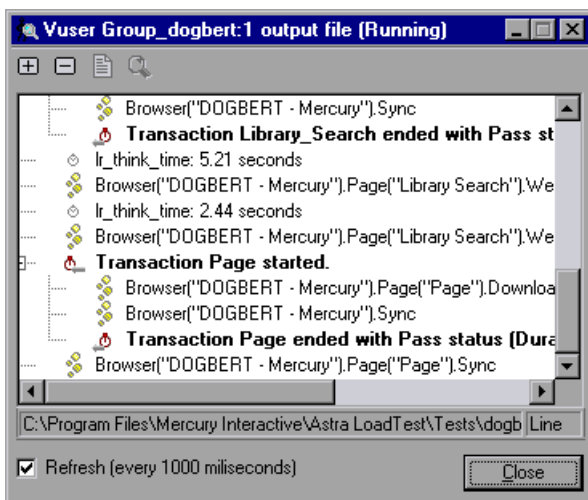 Vuser Group_dogbert:1 output file (Running)
Browser("DOGBERT - Mercury").Sync
Transaction Library_Search ended with Pass st
lr_think_time: 5.21 seconds
Browser("DOGBERT - Mercury").Page("Library Search").We
lr_think_time: 2.44 seconds
Browser("DOGBERT - Mercury").Page("Library Search").We
Transaction Page started.
Browser("DOGBERT - Mercury").Page("Page").Downloa
Browser("DOGBERT - Mercury").Sync
Transaction Page ended with Pass status (Dura
Browser("DOGBERT - Mercury").Page("Page").Sync
C:\Program Files\Mercury Interactive\Astra LoadTest\Tests\dogb Line
Refresh (every 1000 miliseconds) Close